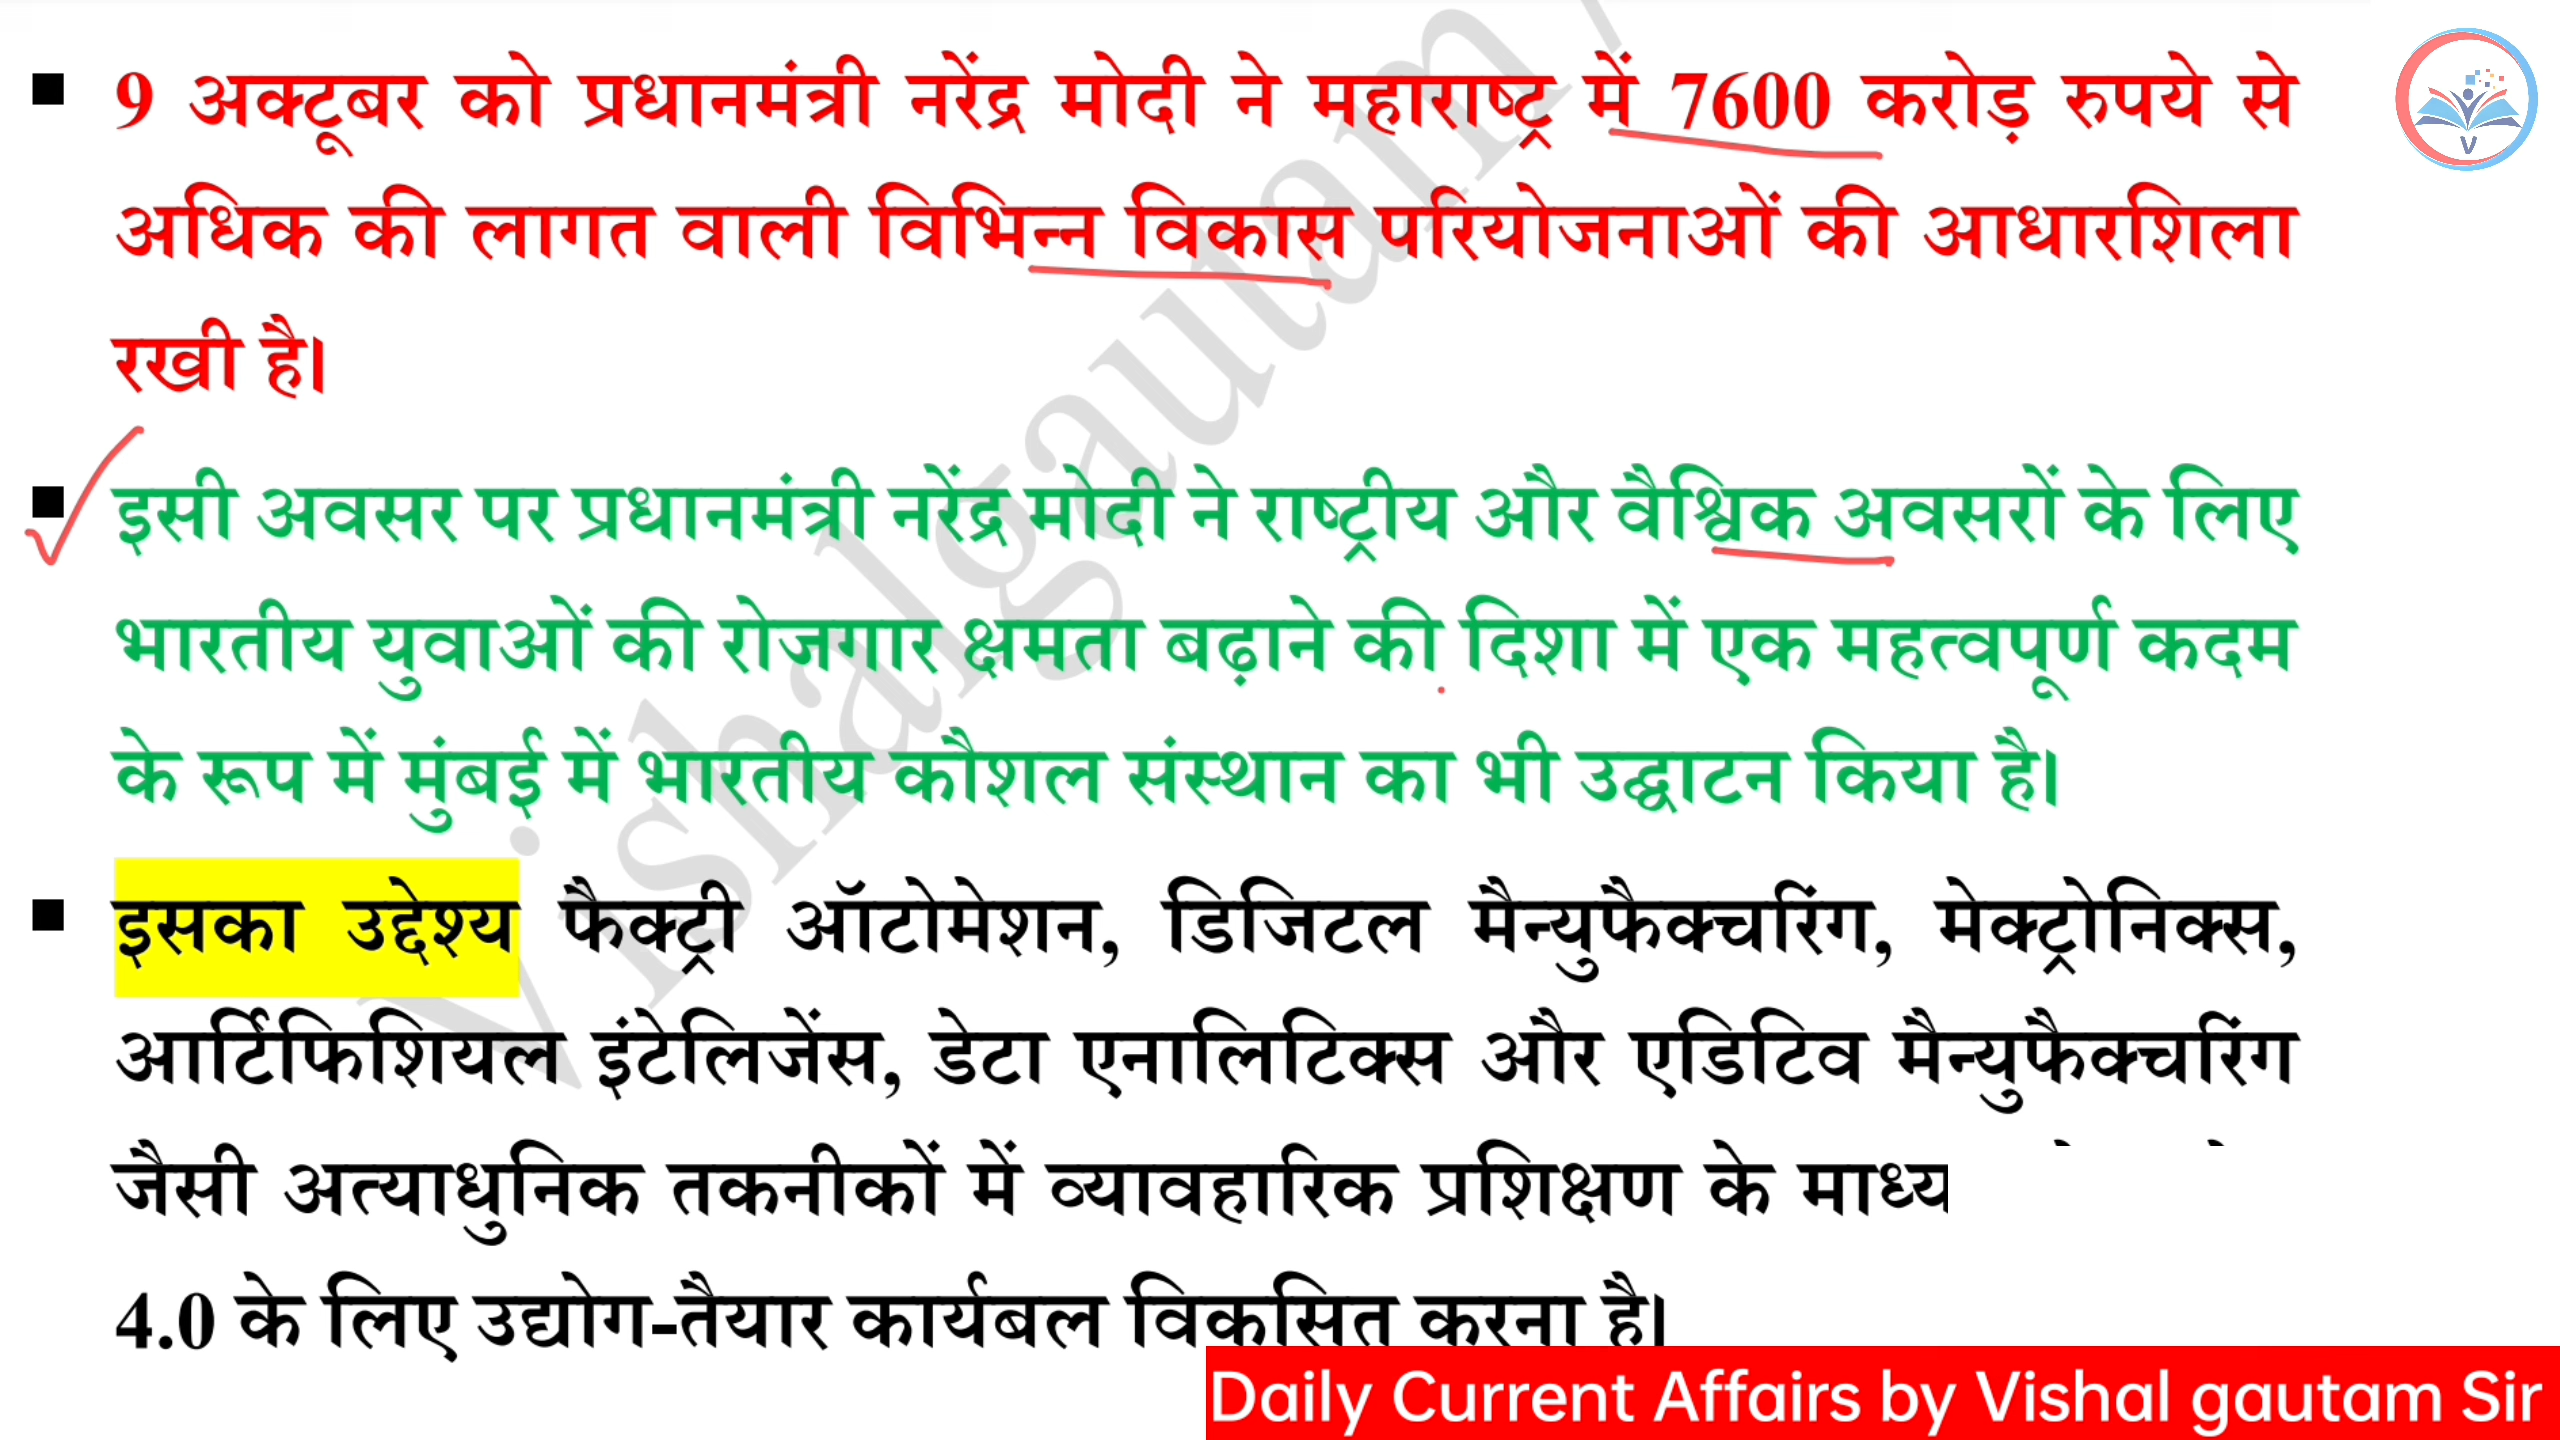 ▪ 9 अक्टूबर को प्रधानमंत्री नरेंद्र मोदी ने महाराष्ट्र में 7600 करोड़ रुपये से
अधिक की लागत वाली विभिन्न विकास परियोजनाओं की आधारशिला
रखी है।
▪ इसी अवसर पर प्रधानमंत्री नरेंद्र मोदी ने राष्ट्रीय और वैश्विक अवसरों के लिए
भारतीय युवाओं की रोजगार क्षमता बढ़ाने की दिशा में एक महत्वपूर्ण कदम
के रूप में मुंबई में भारतीय कौशल संस्थान का भी उद्घाटन किया है।
▪ इसका उद्देश्य फैक्ट्री ऑटोमेशन, डिजिटल मैन्युफैक्चरिंग, मेक्ट्रोनिक्स,
आर्टिफिशियल इंटेलिजेंस, डेटा एनालिटिक्स और एडिटिव मैन्युफैक्चरिंग
जैसी अत्याधुनिक तकनीकों में व्यावहारिक प्रशिक्षण के माध्य
4.0 के लिए उद्योग-तैयार कार्यबल विकसित करना है।
Vishalgautam
V
Daily Current Affairs by Vishal gautam Sir